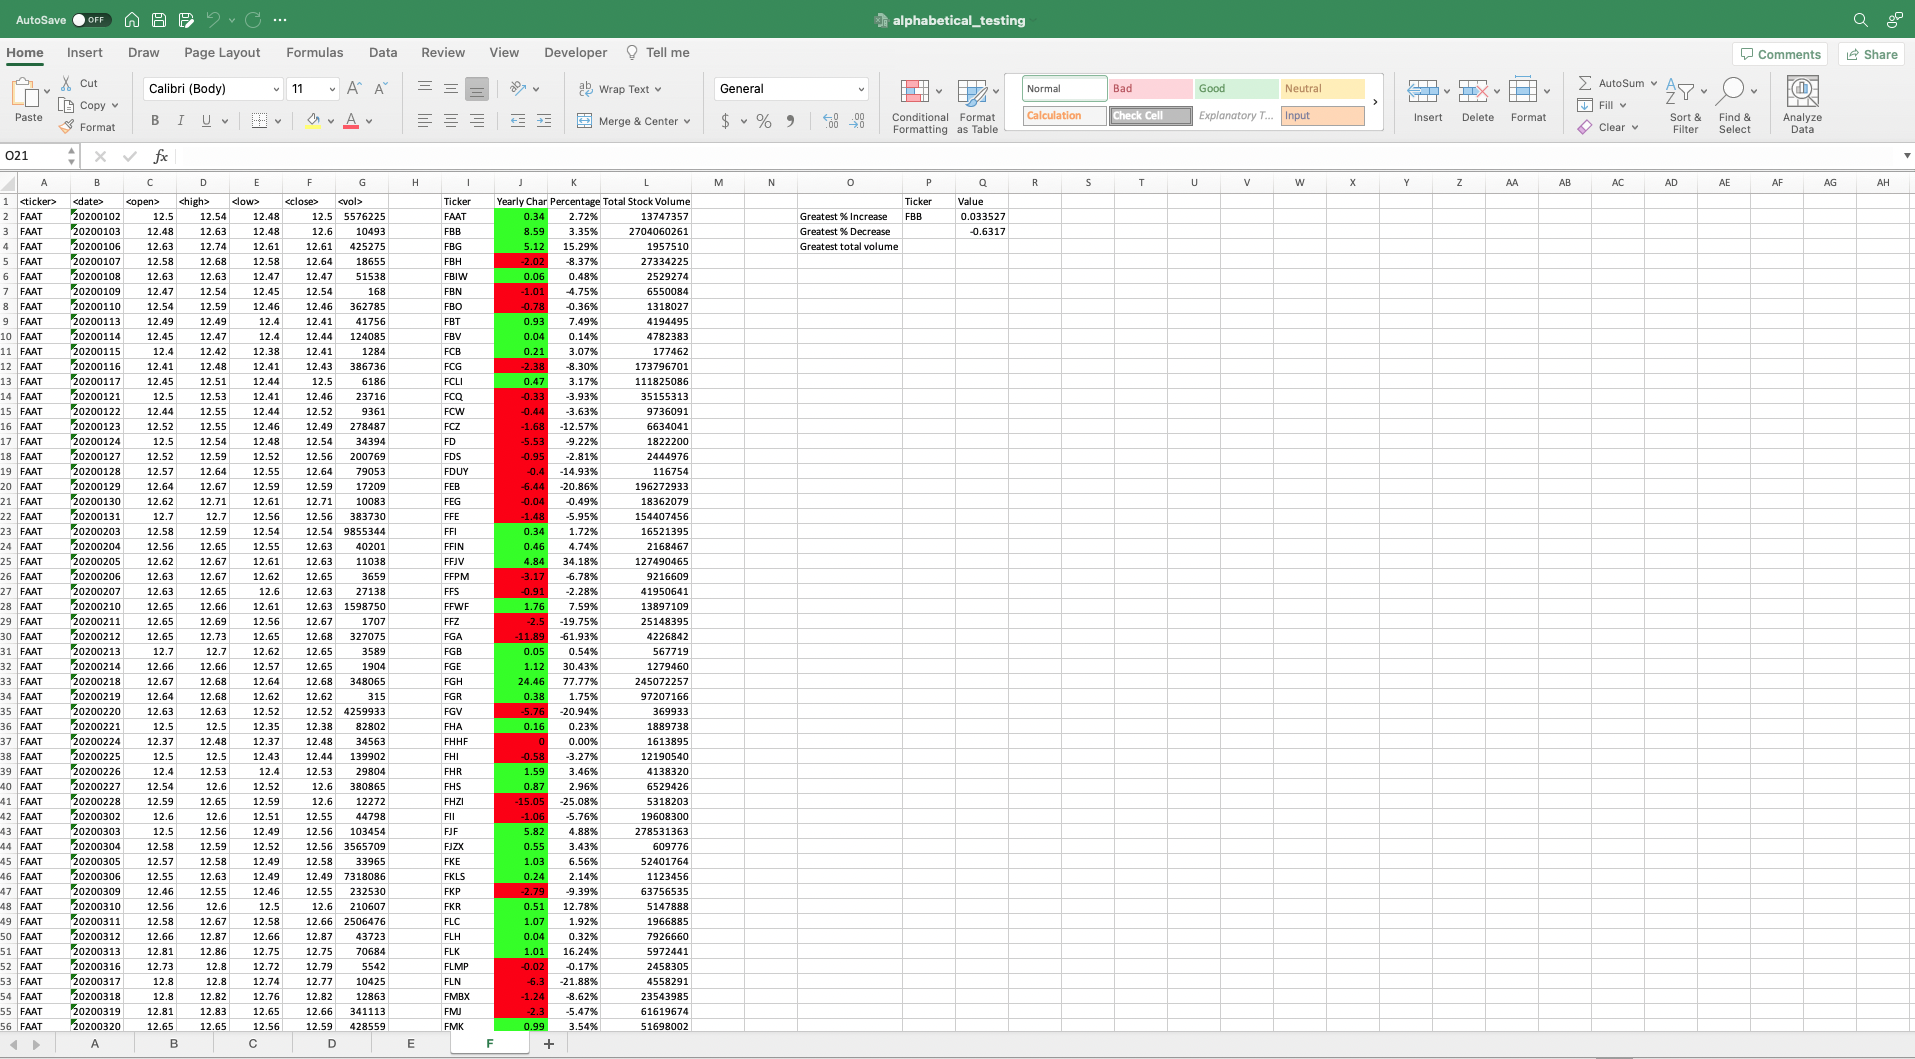 AutoSave OFF alphabetical_testing
Home Insert Draw Page Layout Formulas Data Review View Developer Tell me Comments Share
Paste Cut Copy Format
Calibri (Body) 11 A A
B I U A
ab Wrap Text Merge & Center
General
$ % 9
Conditional Formatting Format as Table
Normal Bad Good Neutral
Calculation Check Cell Explanatory T... Input
Insert Delete Format
AutoSum Fill Clear
Sort & Filter Find & Select Analyze Data
O21 fx
A B C D E F G H I J K L M N O P Q R S T U V W X Y Z AA AB AC AD AE AF AG AH
1 <ticker> <date> <open> <high> <low> <close> <vol> Ticker Yearly Char Percentage Total Stock Volume Ticker Value
2 FAAT 20200102 12.5 12.54 12.48 12.5 5576225 FAAT 0.34 2.72% 13747357 Greatest % Increase FBB 0.033527
3 FAAT 20200103 12.48 12.63 12.48 12.6 10493 FBB 8.59 3.35% 2704060261 Greatest % Decrease -0.6317
4 FAAT 20200106 12.63 12.74 12.61 12.61 425275 FBG 5.12 15.29% 1957510 Greatest total volume
5 FAAT 20200107 12.58 12.68 12.58 12.64 18655 FBH -2.02 -8.37% 27334225
6 FAAT 20200108 12.63 12.63 12.47 12.47 51538 FBIW 0.06 0.48% 2529274
7 FAAT 20200109 12.47 12.54 12.45 12.54 168 FBN -1.01 -4.75% 6550084
8 FAAT 20200110 12.54 12.59 12.46 12.46 362785 FBO -0.78 -0.36% 1318027
9 FAAT 20200113 12.49 12.49 12.4 12.41 41756 FBT 0.93 7.49% 4194495
10 FAAT 20200114 12.45 12.47 12.4 12.44 124085 FBV 0.04 0.14% 4782383
11 FAAT 20200115 12.4 12.42 12.38 12.41 1284 FCB 0.21 3.07% 177462
12 FAAT 20200116 12.41 12.48 12.41 12.43 386736 FCG -2.38 -8.30% 173796701
13 FAAT 20200117 12.45 12.51 12.44 12.5 6186 FCLI 0.47 3.17% 111825086
14 FAAT 20200121 12.5 12.53 12.41 12.46 23716 FCQ -0.33 -3.93% 35155313
15 FAAT 20200122 12.44 12.55 12.44 12.52 9361 FCW -0.44 -3.63% 9736091
16 FAAT 20200123 12.52 12.55 12.46 12.49 278487 FCZ -1.68 -12.57% 6634041
17 FAAT 20200124 12.5 12.54 12.48 12.54 34394 FD -5.53 -9.22% 1822200
18 FAAT 20200127 12.52 12.59 12.52 12.56 200769 FDS -0.95 -2.81% 2444976
19 FAAT 20200128 12.57 12.64 12.55 12.64 79053 FDUY -0.4 -14.93% 116754
20 FAAT 20200129 12.64 12.67 12.59 12.59 17209 FEB -6.44 -20.86% 196272933
21 FAAT 20200130 12.62 12.71 12.61 12.71 10083 FEG -0.04 -0.49% 18362079
22 FAAT 20200131 12.7 12.7 12.56 12.56 383730 FFE -1.48 -5.95% 154407456
23 FAAT 20200203 12.58 12.59 12.54 12.54 9855344 FFI 0.34 1.72% 16521395
24 FAAT 20200204 12.56 12.65 12.55 12.63 40201 FFIN 0.46 4.74% 2168467
25 FAAT 20200205 12.62 12.67 12.61 12.63 11038 FFJV 4.84 34.18% 127490465
26 FAAT 20200206 12.63 12.67 12.62 12.65 3659 FFPM -3.17 -6.78% 9216609
27 FAAT 20200207 12.63 12.65 12.6 12.63 27138 FFS -0.91 -2.28% 41950641
28 FAAT 20200210 12.65 12.66 12.61 12.63 1598750 FFWF 1.76 7.59% 13897109
29 FAAT 20200211 12.65 12.69 12.56 12.67 1707 FFZ -2.5 -19.75% 25148395
30 FAAT 20200212 12.65 12.73 12.65 12.68 327075 FGA -11.89 -61.93% 4226842
31 FAAT 20200213 12.7 12.7 12.62 12.65 3589 FGB 0.05 0.54% 567719
32 FAAT 20200214 12.66 12.66 12.57 12.65 1904 FGE 1.12 30.43% 1279460
33 FAAT 20200218 12.67 12.68 12.64 12.68 348065 FGH 24.46 77.77% 245072257
34 FAAT 20200219 12.64 12.68 12.62 12.62 315 FGR 0.38 1.75% 97207166
35 FAAT 20200220 12.63 12.63 12.52 12.52 4259933 FGV -5.76 -20.94% 369933
36 FAAT 20200221 12.5 12.5 12.35 12.38 82802 FHA 0.16 0.23% 1889738
37 FAAT 20200224 12.37 12.48 12.37 12.48 34563 FHHF 0 0.00% 1613895
38 FAAT 20200225 12.5 12.5 12.43 12.44 139902 FHI -0.58 -3.27% 12190540
39 FAAT 20200226 12.4 12.53 12.4 12.53 29804 FHR 1.59 3.46% 4138320
40 FAAT 20200227 12.54 12.6 12.52 12.6 380865 FHS 0.87 2.96% 6529426
41 FAAT 20200228 12.59 12.65 12.59 12.6 12272 FHZI -15.05 -25.08% 5318203
42 FAAT 20200302 12.6 12.6 12.51 12.55 44798 FII -1.06 -5.76% 19608300
43 FAAT 20200303 12.5 12.56 12.49 12.56 103454 FJF 5.82 4.88% 278531363
44 FAAT 20200304 12.58 12.59 12.52 12.56 3565709 FJZX 0.55 3.43% 609776
45 FAAT 20200305 12.57 12.58 12.49 12.58 33965 FKE 1.03 6.56% 52401764
46 FAAT 20200306 12.55 12.63 12.49 12.49 7318086 FKLS 0.24 2.14% 1123456
47 FAAT 20200309 12.46 12.55 12.46 12.55 232530 FKP -2.79 -9.39% 63756535
48 FAAT 20200310 12.56 12.6 12.5 12.6 210607 FKR 0.51 12.78% 5147888
49 FAAT 20200311 12.58 12.67 12.58 12.66 2506476 FLC 1.07 1.92% 1966885
50 FAAT 20200312 12.66 12.87 12.66 12.87 43723 FLH 0.04 0.32% 7926660
51 FAAT 20200313 12.81 12.86 12.75 12.75 70684 FLK 1.01 16.24% 5972441
52 FAAT 20200316 12.73 12.8 12.72 12.79 5542 FLMP -0.02 -0.17% 2458305
53 FAAT 20200317 12.8 12.8 12.74 12.77 10425 FLN -6.3 -21.88% 4558291
54 FAAT 20200318 12.8 12.82 12.76 12.82 12863 FMBX -1.24 -8.62% 23543985
55 FAAT 20200319 12.81 12.83 12.65 12.66 341113 FMJ -2.3 -5.47% 61619674
56 FAAT 20200320 12.65 12.65 12.56 12.59 428559 FMK 0.99 3.54% 51698002
A B C D E F +